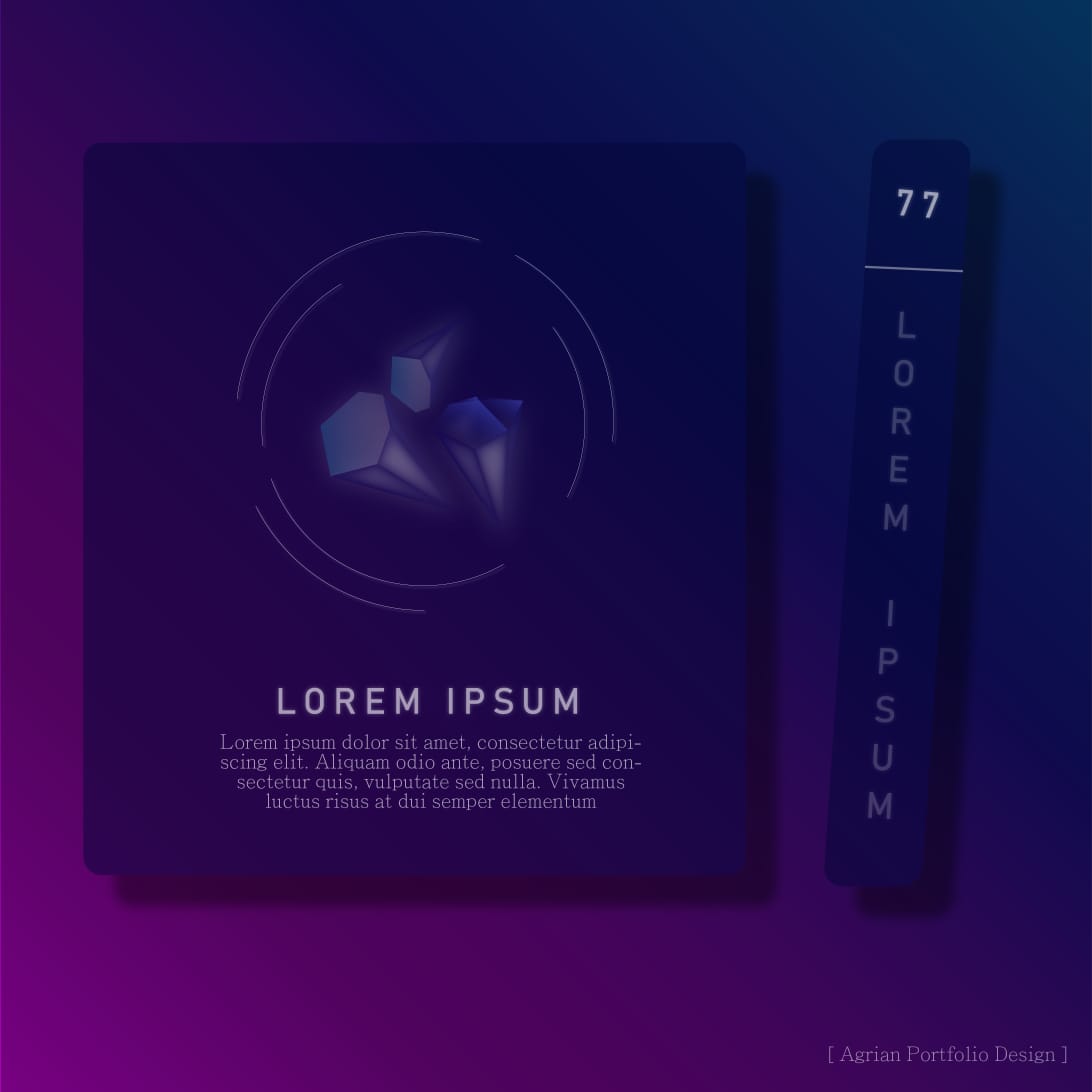 LOREM IPSUM
Lorem ipsum dolor sit amet, consectetur adipi-
scing elit. Aliquam odio ante, posuere sed con-
sectetur quis, vulputate sed nulla. Vivamus
luctus risus at dui semper elementum
77
LOREM IPSUM
[ Agrian Portfolio Design ]